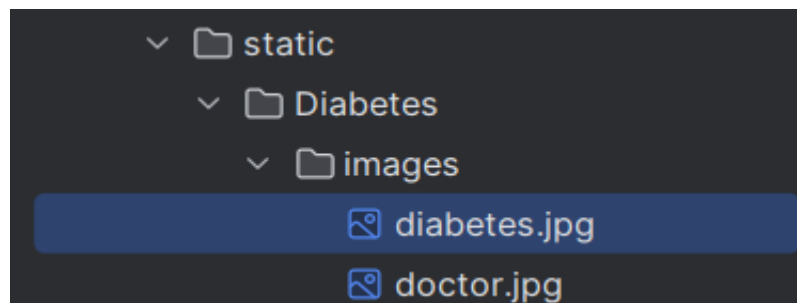 static
Diabetes
images
diabetes.jpg
doctor.jpg